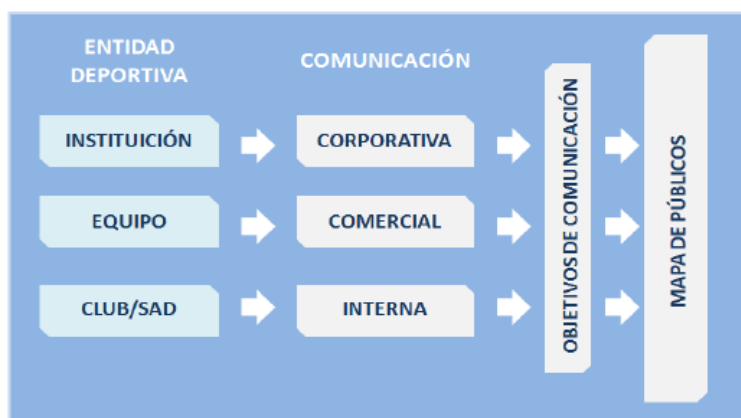 ENTIDAD
DEPORTIVA
COMUNICACIÓN
INSTITUICIÓN
CORPORATIVA
EQUIPO
COMERCIAL
CLUB/SAD
INTERNA
OBJETIVOS DE COMUNICACIÓN
MAPA DE PÚBLICOS